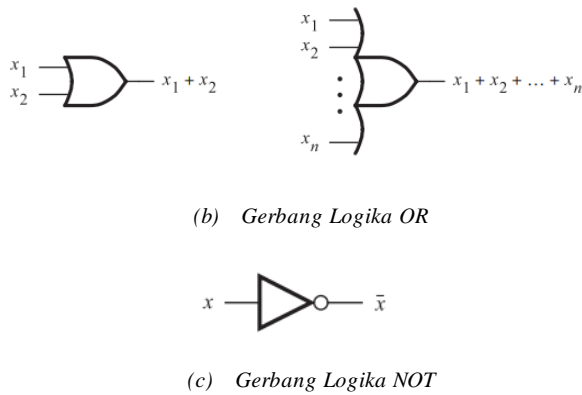 x₁
x₂
x₁ + x₂
x₁
x₂
xₙ
x₁ + x₂ + … + xₙ
(b) Gerbang Logika OR
x
x̄
(c) Gerbang Logika NOT